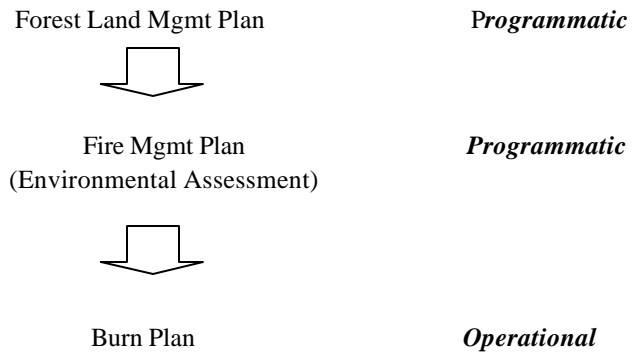 Forest Land Mgmt Plan Programmatic
Fire Mgmt Plan Programmatic
(Environmental Assessment)
Burn Plan Operational